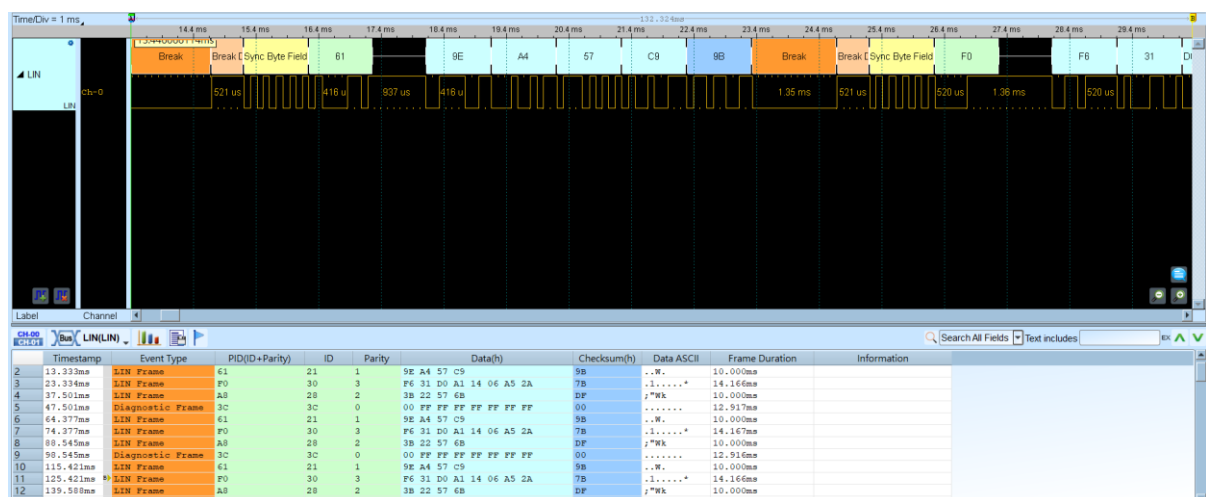 Time/Div = 1 ms
132.324ms
14.4 ms 15.4 ms 16.4 ms 17.4 ms 18.4 ms 19.4 ms 20.4 ms 21.4 ms 22.4 ms 23.4 ms 24.4 ms 25.4 ms 26.4 ms 27.4 ms 28.4 ms 29.4 ms
Break Break D Sync Byte Field 61 9E A4 57 C9 9B Break Break D Sync Byte Field F0 F6 31 D0
LIN
Ch-0 521 us 416 u 937 us 416 u 1.35 ms 521 us 520 us 1.36 ms 520 us
LIN
Label Channel
CH-00
CH-01 Bus LIN(LIN) Search All Fields Text includes
Timestamp Event Type PID(ID+Parity) ID Parity Data(h) Checksum(h) Data ASCII Frame Duration Information
2 13.333ms LIN Frame 61 21 1 9E A4 57 C9 9B ..W. 10.000ms
3 23.334ms LIN Frame F0 30 3 F6 31 D0 A1 14 06 A5 2A 7B .1.....* 14.166ms
4 37.501ms LIN Frame A8 28 2 3B 22 57 6B DF ;"Wk 10.000ms
5 47.501ms Diagnostic Frame 3C 3C 0 00 FF FF FF FF FF FF FF 00 ........ 12.917ms
6 64.377ms LIN Frame 61 21 1 9E A4 57 C9 9B ..W. 10.000ms
7 74.377ms LIN Frame F0 30 3 F6 31 D0 A1 14 06 A5 2A 7B .1.....* 14.167ms
8 88.545ms LIN Frame A8 28 2 3B 22 57 6B DF ;"Wk 10.000ms
9 98.545ms Diagnostic Frame 3C 3C 0 00 FF FF FF FF FF FF FF 00 ........ 12.916ms
10 115.421ms LIN Frame 61 21 1 9E A4 57 C9 9B ..W. 10.000ms
11 125.421ms LIN Frame F0 30 3 F6 31 D0 A1 14 06 A5 2A 7B .1.....* 14.166ms
12 139.588ms LIN Frame A8 28 2 3B 22 57 6B DF ;"Wk 10.000ms